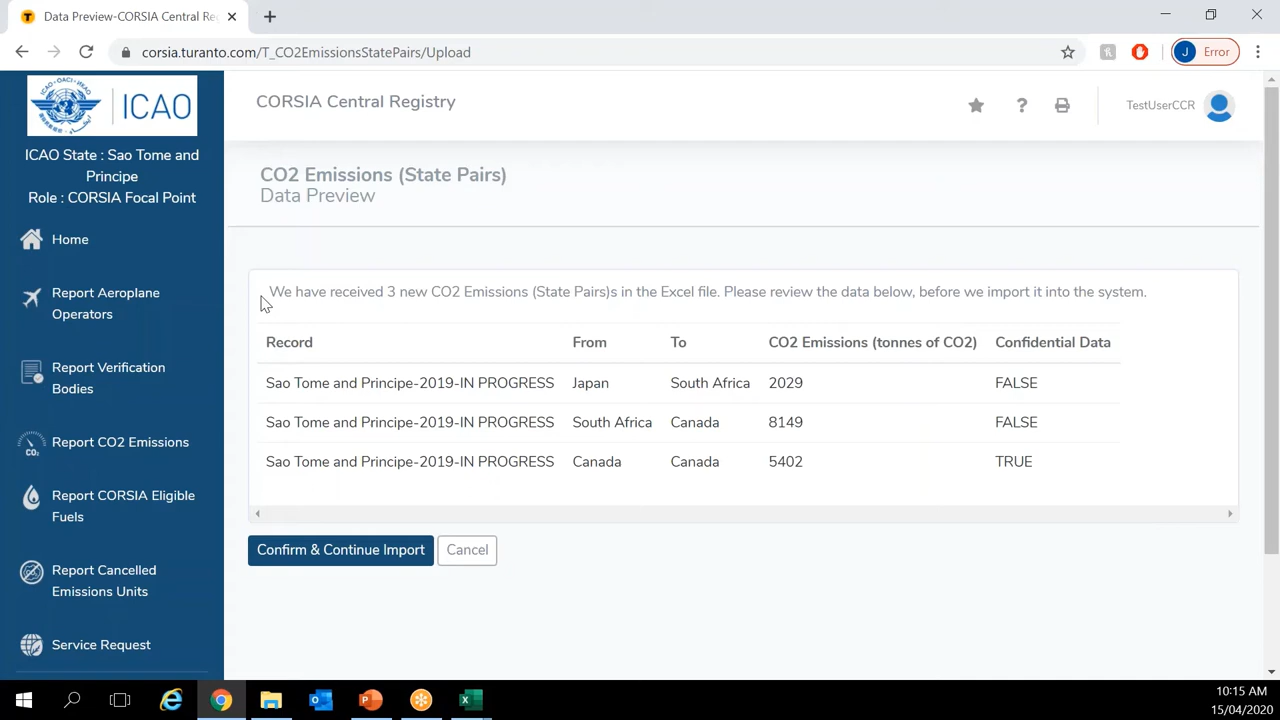 Data Preview-CORSIA Central Re
corsia.turanto.com/T_CO2EmissionsStatePairs/Upload
J Error
ICAO OACI ИКАО
ICAO
CORSIA Central Registry
TestUserCCR
ICAO State : Sao Tome and
Principe
Role : CORSIA Focal Point
Home
Report Aeroplane
Operators
Report Verification
Bodies
CO2
Report CO2 Emissions
Report CORSIA Eligible
Fuels
Report Cancelled
Emissions Units
Service Request
CO2 Emissions (State Pairs)
Data Preview
We have received 3 new CO2 Emissions (State Pairs)s in the Excel file. Please review the data below, before we import it into the system.
Record From To CO2 Emissions (tonnes of CO2) Confidential Data
Sao Tome and Principe-2019-IN PROGRESS Japan South Africa 2029 FALSE
Sao Tome and Principe-2019-IN PROGRESS South Africa Canada 8149 FALSE
Sao Tome and Principe-2019-IN PROGRESS Canada Canada 5402 TRUE
Confirm & Continue Import Cancel
10:15 AM
15/04/2020